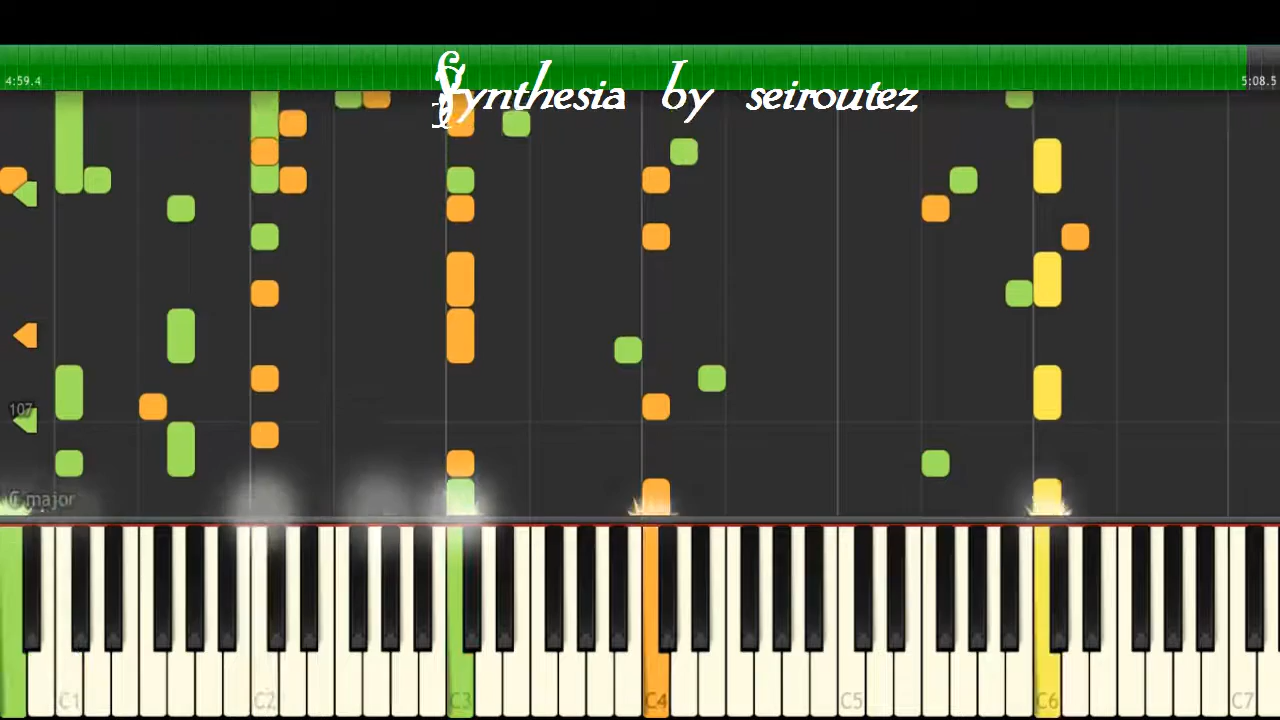 Synthesia by seiroutez
4:59.4 5:08.5
107
major
C1 C2 C3 C4 C5 C6 C7